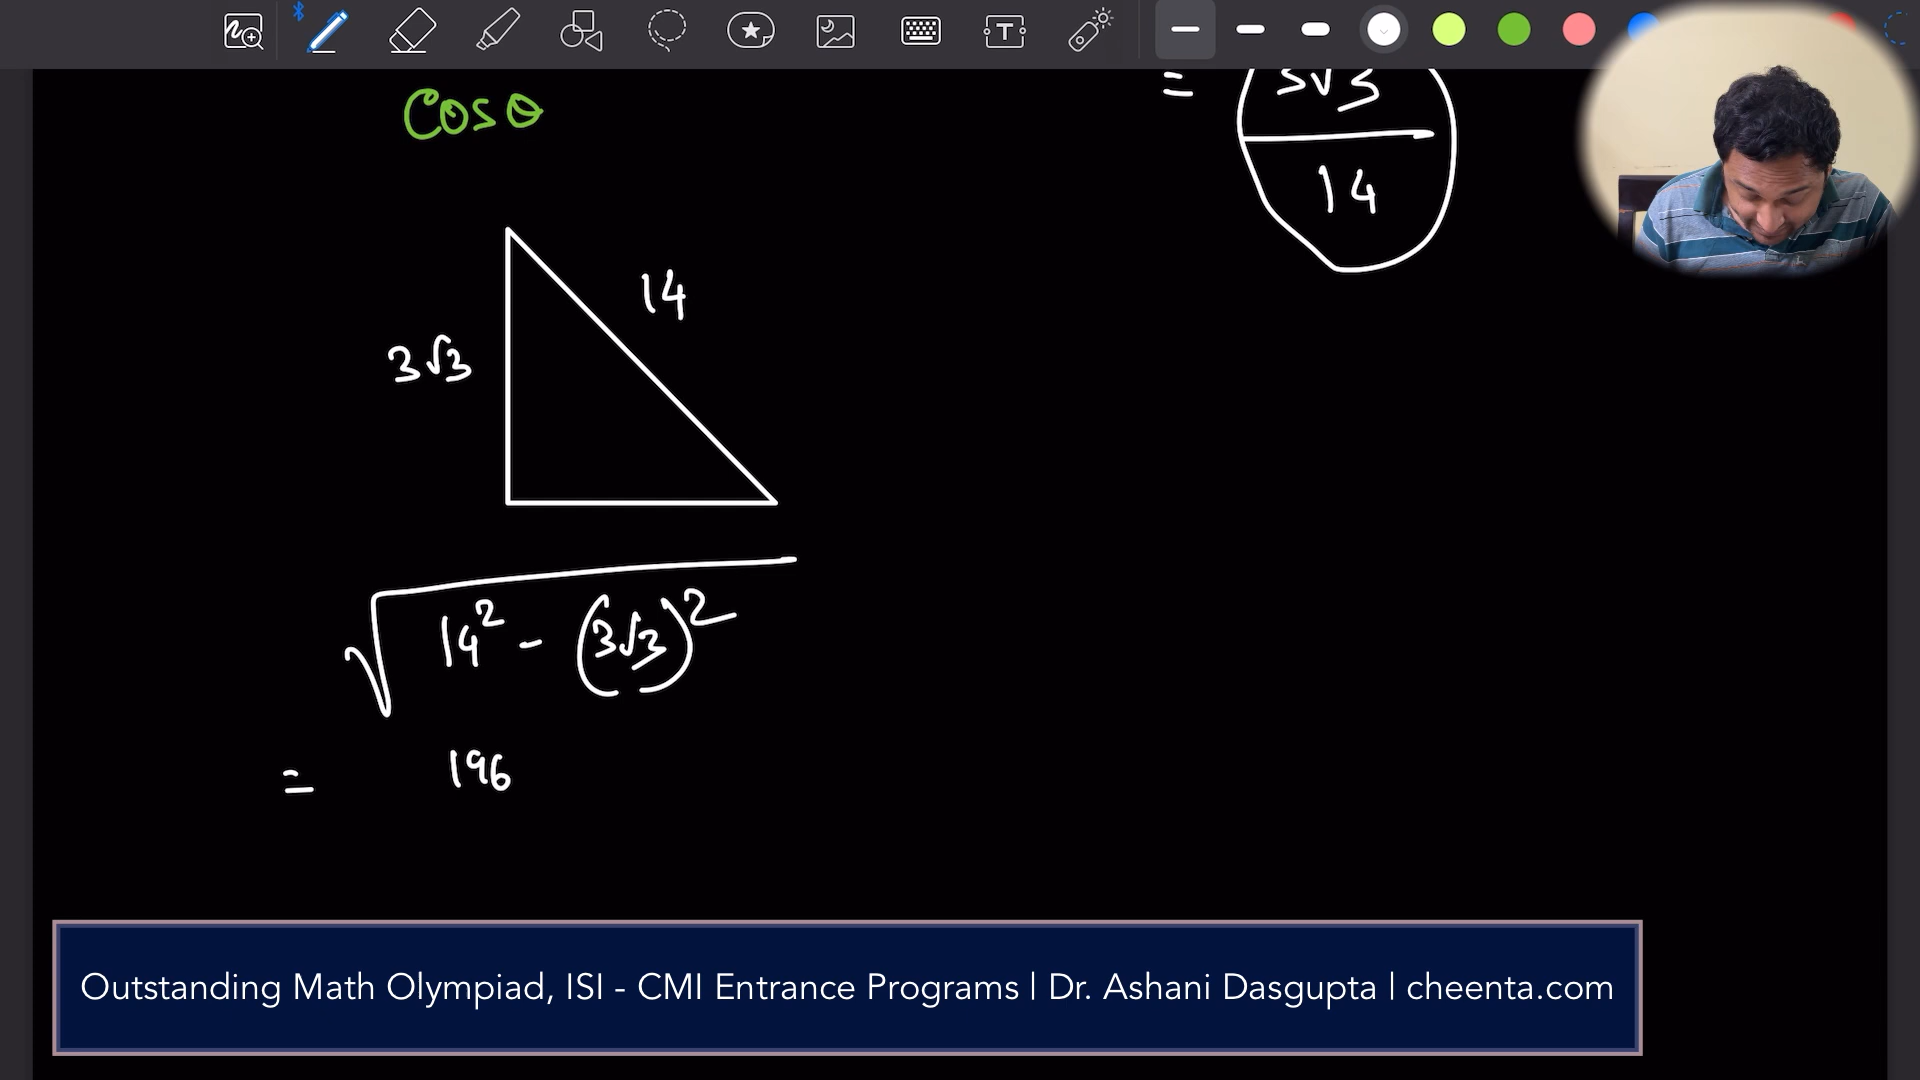 Cos θ
= 3√3
14
14
3√3
√14² - (3√3)²
= 196
T
Outstanding Math Olympiad, ISI - CMI Entrance Programs | Dr. Ashani Dasgupta | cheenta.com